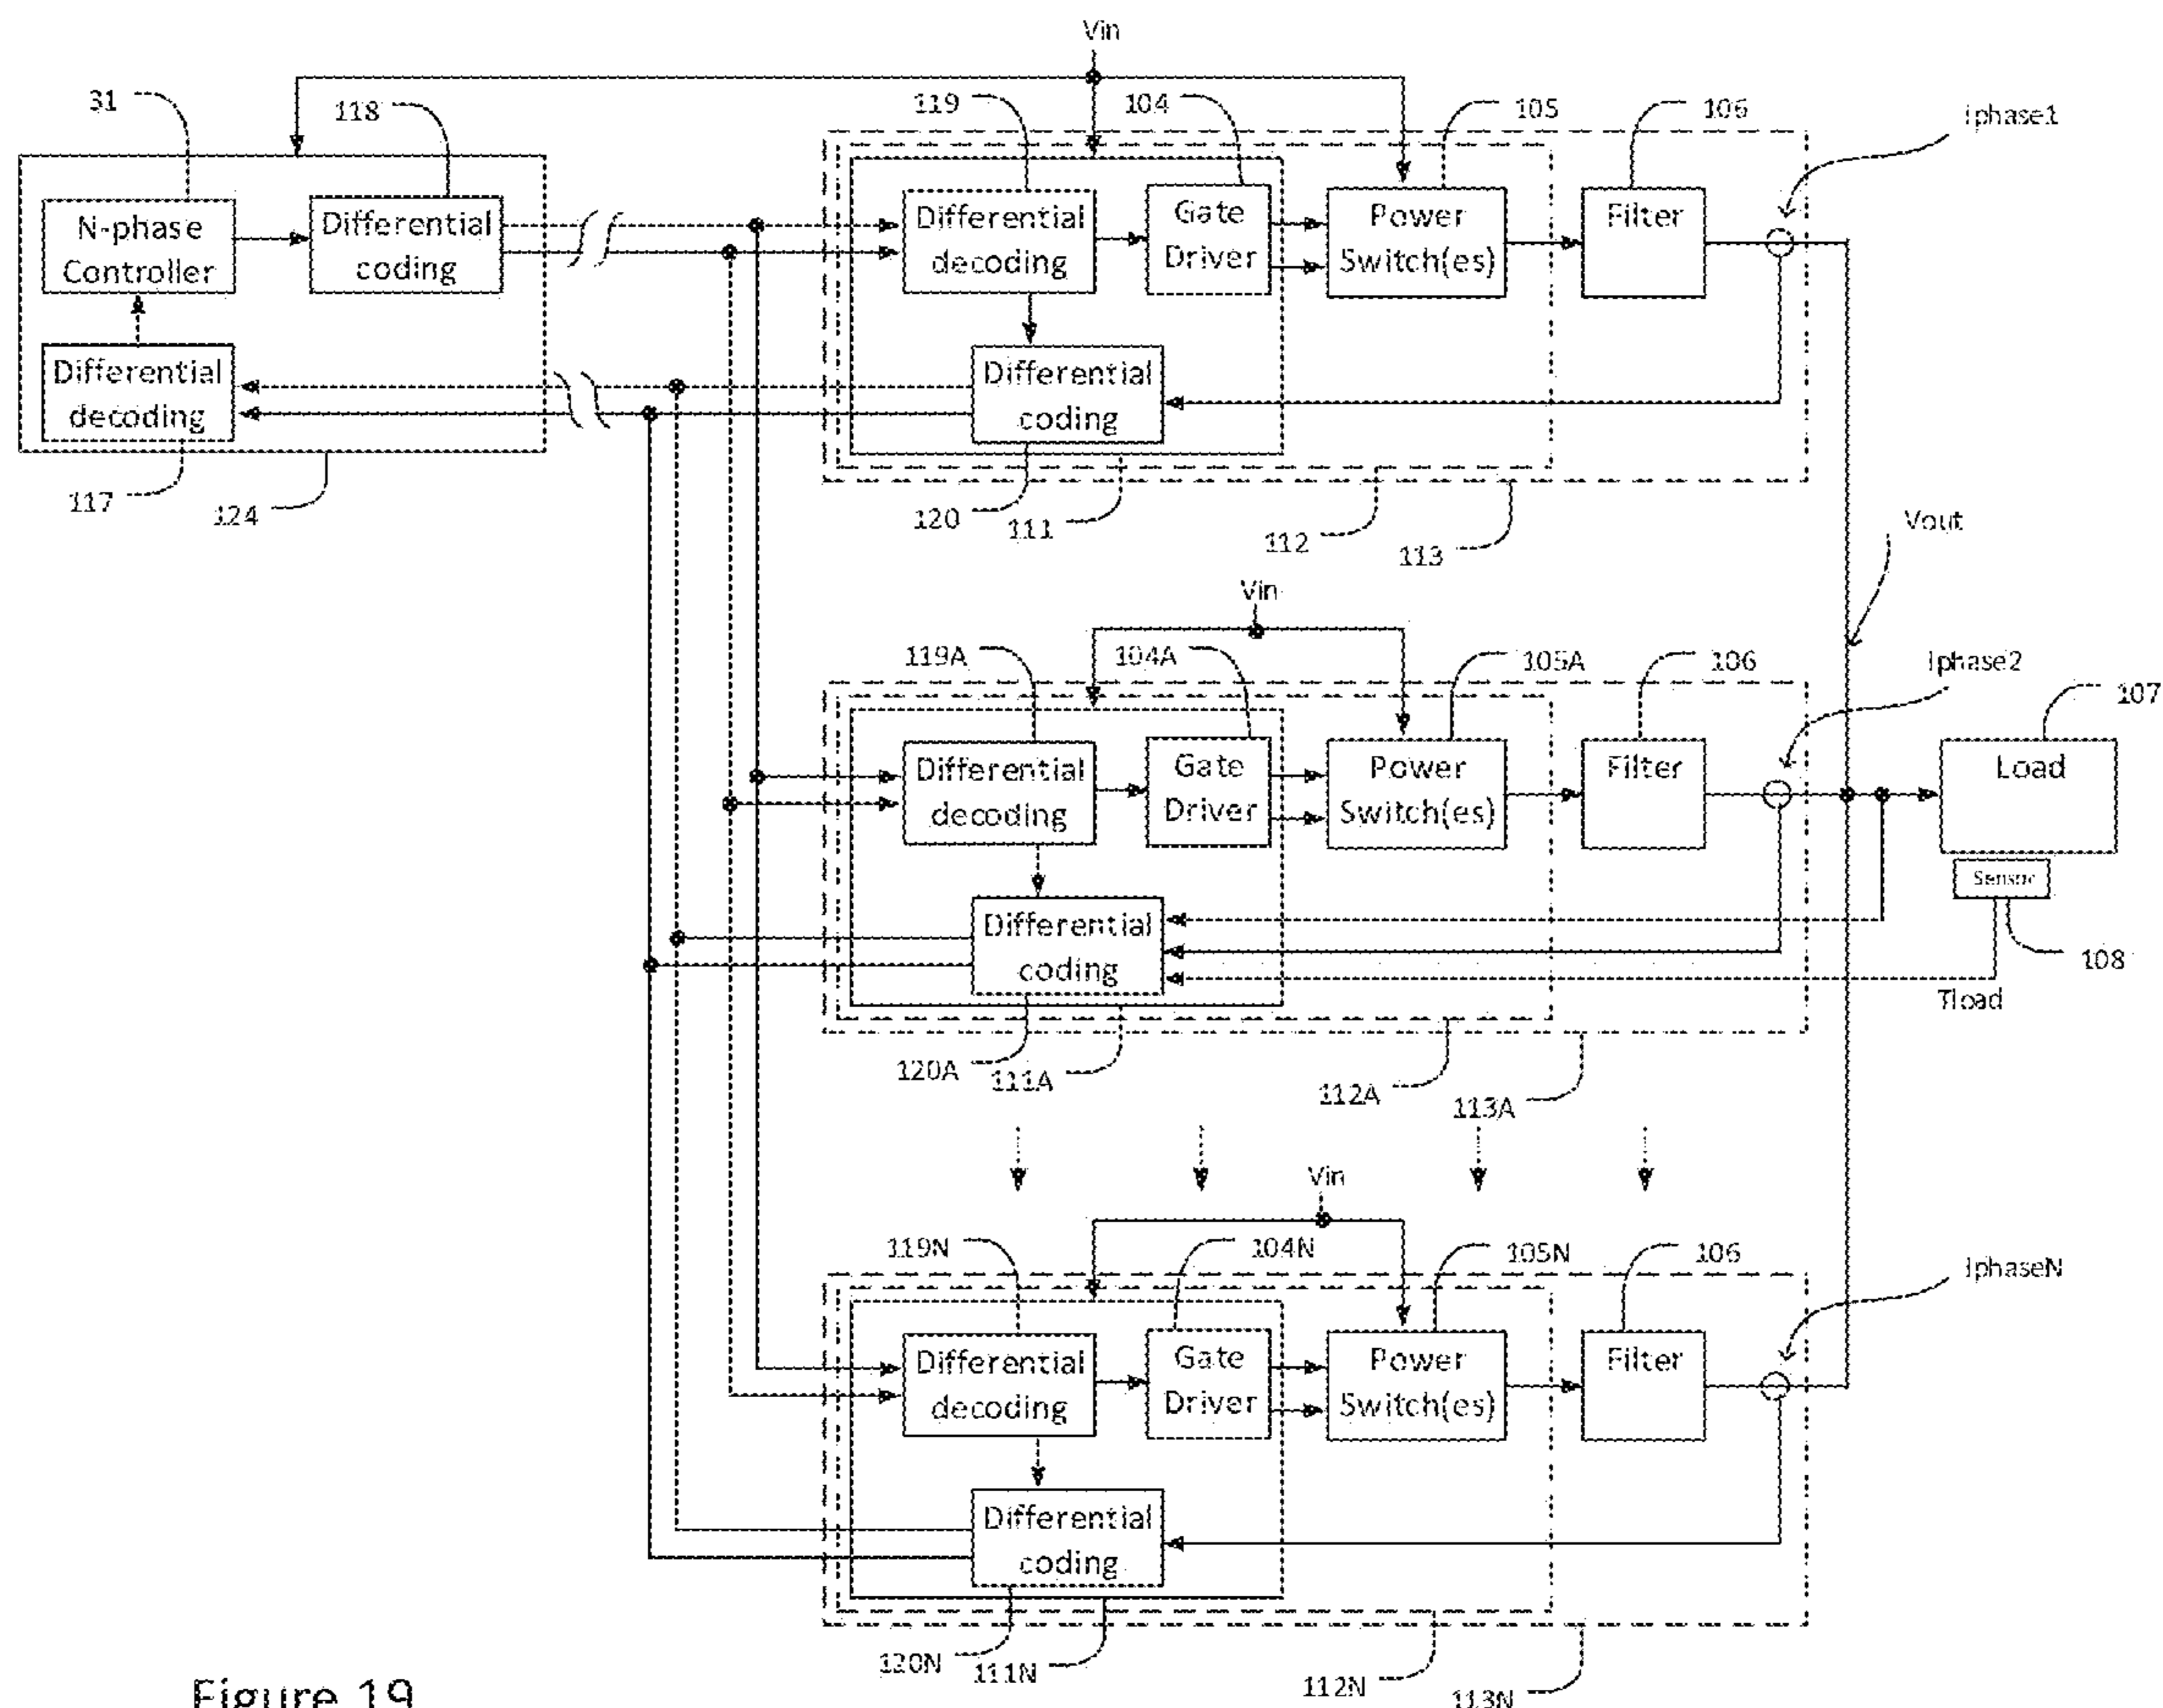 Vin
31
118
119
104
105
106
Iphase1
N-phase
Controller
Differential
coding
Differential
decoding
Gate
Driver
Power
Switch(es)
Filter
Differential
decoding
Differential
coding
117
124
120
111
112
113
Vout
Vin
119A
104A
105A
106
Iphase2
107
Differential
decoding
Gate
Driver
Power
Switch(es)
Filter
Load
Sensor
Differential
coding
108
Tload
120A
111A
112A
113A
Vin
119N
104N
105N
106
IphaseN
Differential
decoding
Gate
Driver
Power
Switch(es)
Filter
Differential
coding
120N
111N
112N
113N
Figure 19